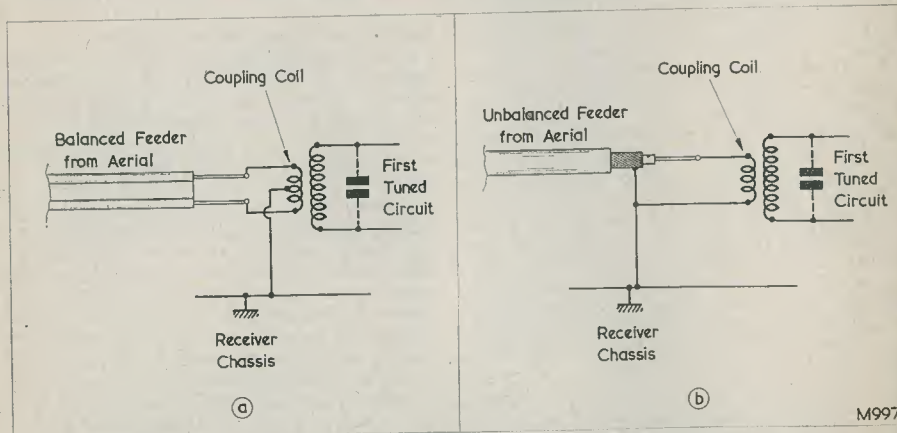 Coupling Coil
Balanced Feeder
from Aerial
First
Tuned
Circuit
Receiver
Chassis
a
Coupling Coil
Unbalanced Feeder
from Aerial
First
Tuned
Circuit
Receiver
Chassis
b
M997